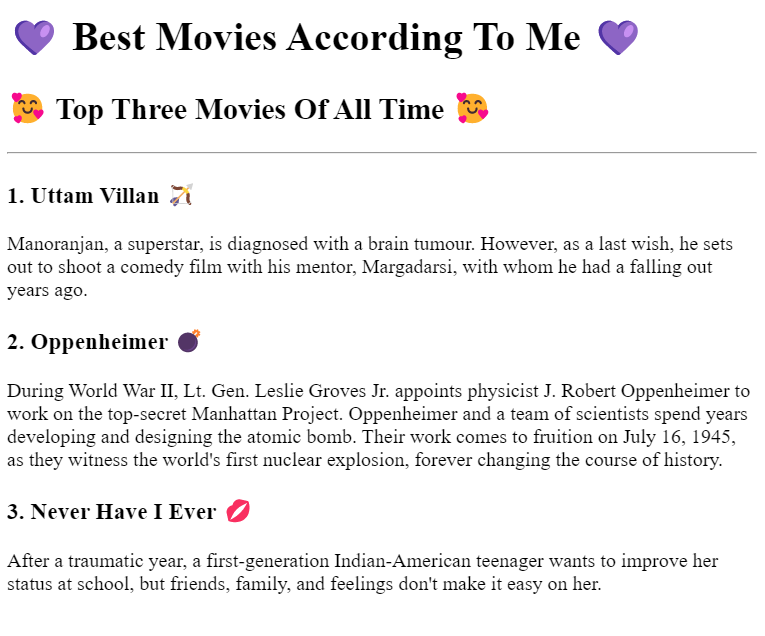 💜 Best Movies According To Me 💜
🥰 Top Three Movies Of All Time 🥰
1. Uttam Villan 🏹
Manoranjan, a superstar, is diagnosed with a brain tumour. However, as a last wish, he sets
out to shoot a comedy film with his mentor, Margadarsi, with whom he had a falling out
years ago.
2. Oppenheimer 💣
During World War II, Lt. Gen. Leslie Groves Jr. appoints physicist J. Robert Oppenheimer to
work on the top-secret Manhattan Project. Oppenheimer and a team of scientists spend years
developing and designing the atomic bomb. Their work comes to fruition on July 16, 1945,
as they witness the world's first nuclear explosion, forever changing the course of history.
3. Never Have I Ever 💋
After a traumatic year, a first-generation Indian-American teenager wants to improve her
status at school, but friends, family, and feelings don't make it easy on her.